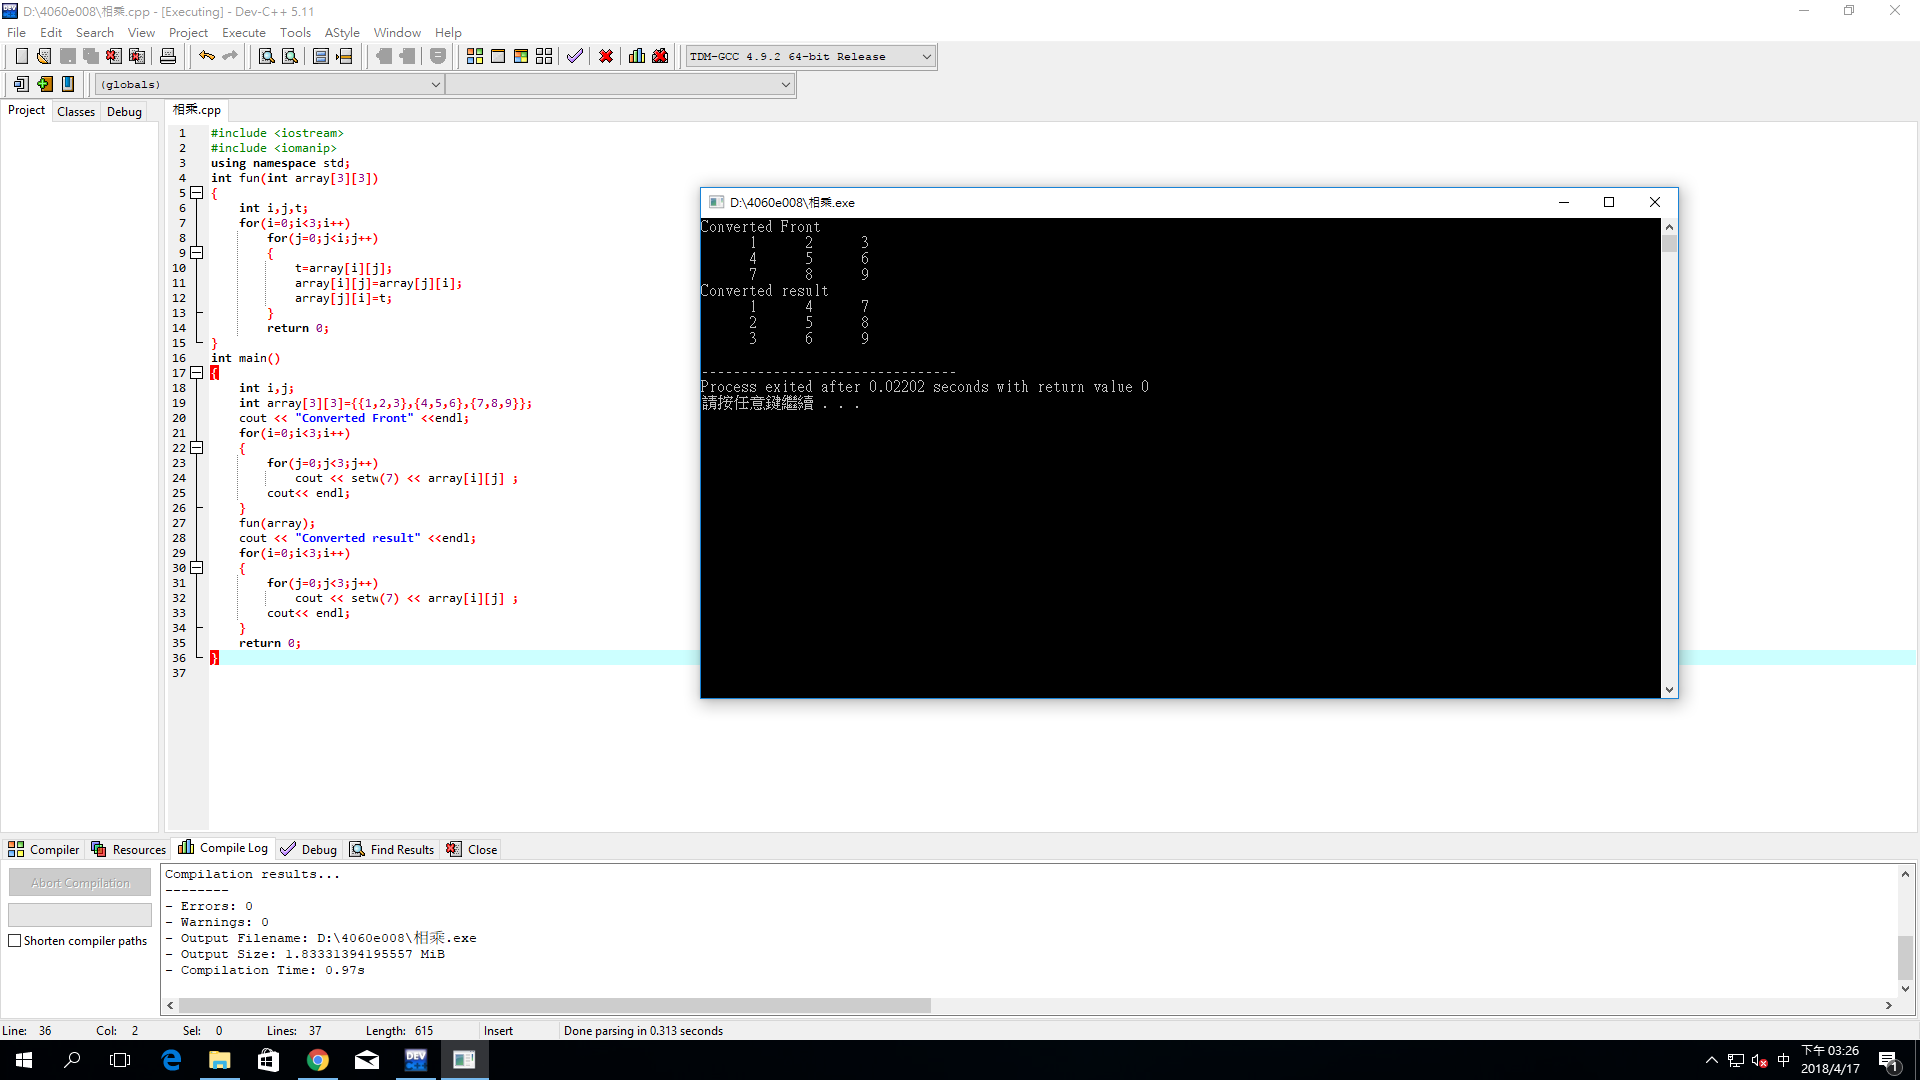 D:\4060e008\相乘.cpp - [Executing] - Dev-C++ 5.11
File Edit Search View Project Execute Tools AStyle Window Help
TDM-GCC 4.9.2 64-bit Release
(globals)
Project Classes Debug 相乘.cpp
1 #include <iostream>
2 #include <iomanip>
3 using namespace std;
4 int fun(int array[3][3])
5 {
6 int i,j,t;
7 for(i=0;i<3;i++)
8 for(j=0;j<i;j++)
9 {
10 t=array[i][j];
11 array[i][j]=array[j][i];
12 array[j][i]=t;
13 }
14 return 0;
15 }
16 int main()
17 {
18 int i,j;
19 int array[3][3]={{1,2,3},{4,5,6},{7,8,9}};
20 cout << "Converted Front" <<endl;
21 for(i=0;i<3;i++)
22 {
23 for(j=0;j<3;j++)
24 cout << setw(7) << array[i][j] ;
25 cout<< endl;
26 }
27 fun(array);
28 cout << "Converted result" <<endl;
29 for(i=0;i<3;i++)
30 {
31 for(j=0;j<3;j++)
32 cout << setw(7) << array[i][j] ;
33 cout<< endl;
34 }
35 return 0;
36 }
37
D:\4060e008\相乘.exe
Converted Front
1 2 3
4 5 6
7 8 9
Converted result
1 4 7
2 5 8
3 6 9
--------------------------------
Process exited after 0.02202 seconds with return value 0
請按任意鍵繼續 . . .
Compiler Resources Compile Log Debug Find Results Close
Abort Compilation
Shorten compiler paths
Compilation results...
--------
- Errors: 0
- Warnings: 0
- Output Filename: D:\4060e008\相乘.exe
- Output Size: 1.83331394195557 MiB
- Compilation Time: 0.97s
Line: 36 Col: 2 Sel: 0 Lines: 37 Length: 615 Insert Done parsing in 0.313 seconds
DEV C++
中
下午 03:26
2018/4/17
1